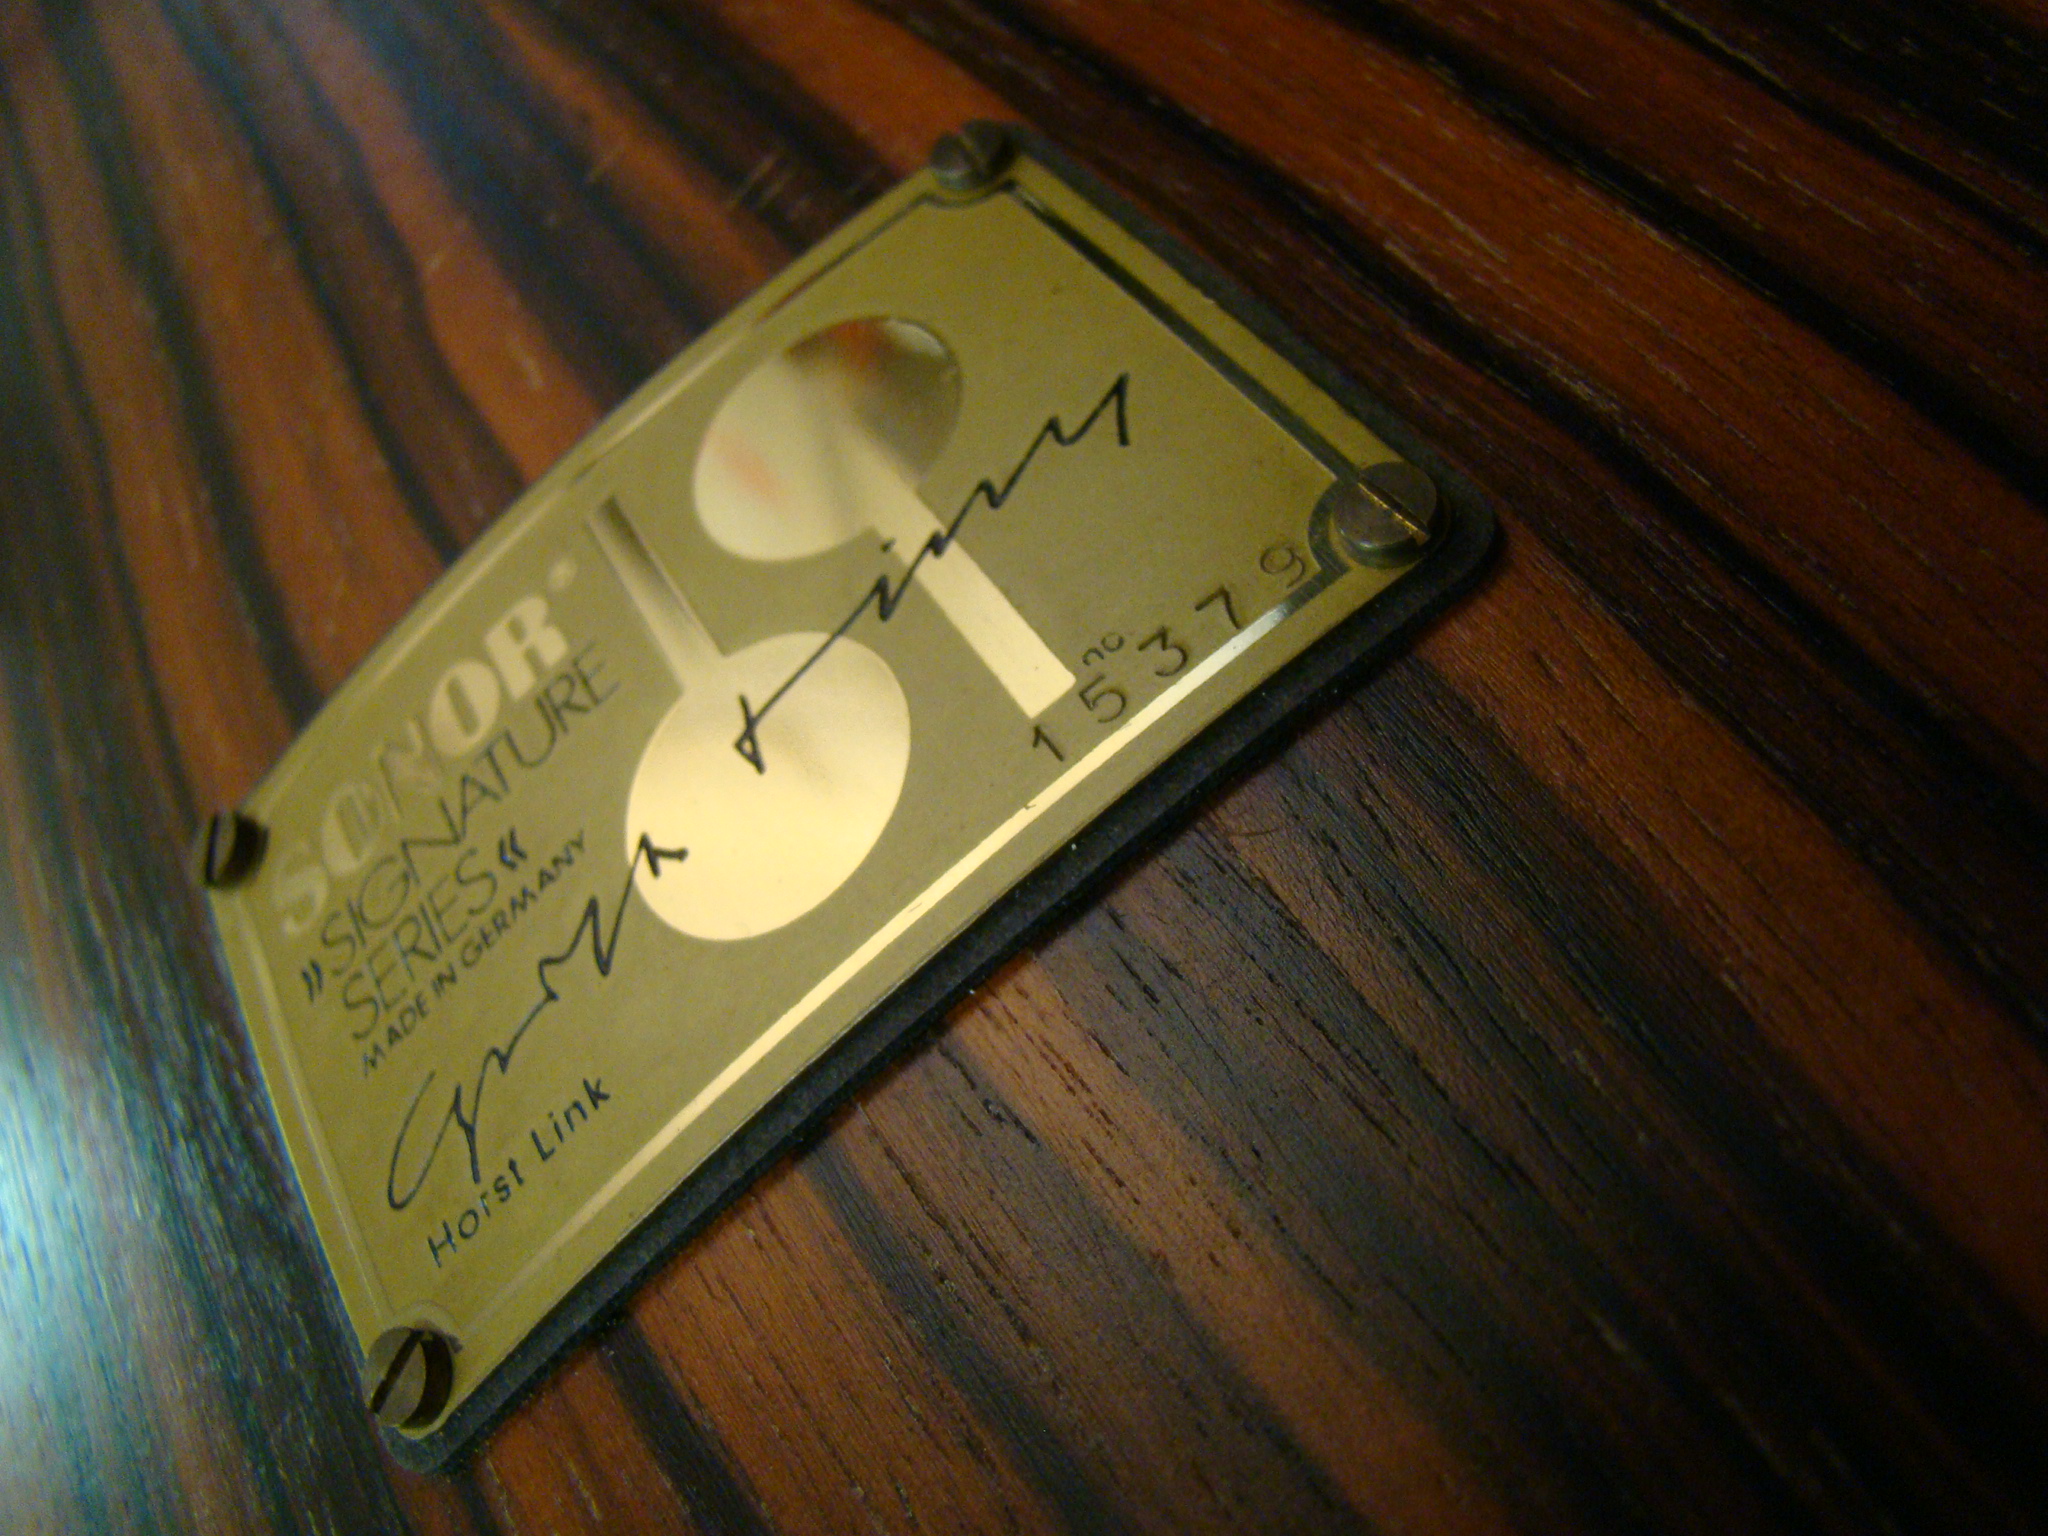 SONOR®
»SIGNATURE
SERIES«
MADE IN GERMANY
Horst Link
no
15379